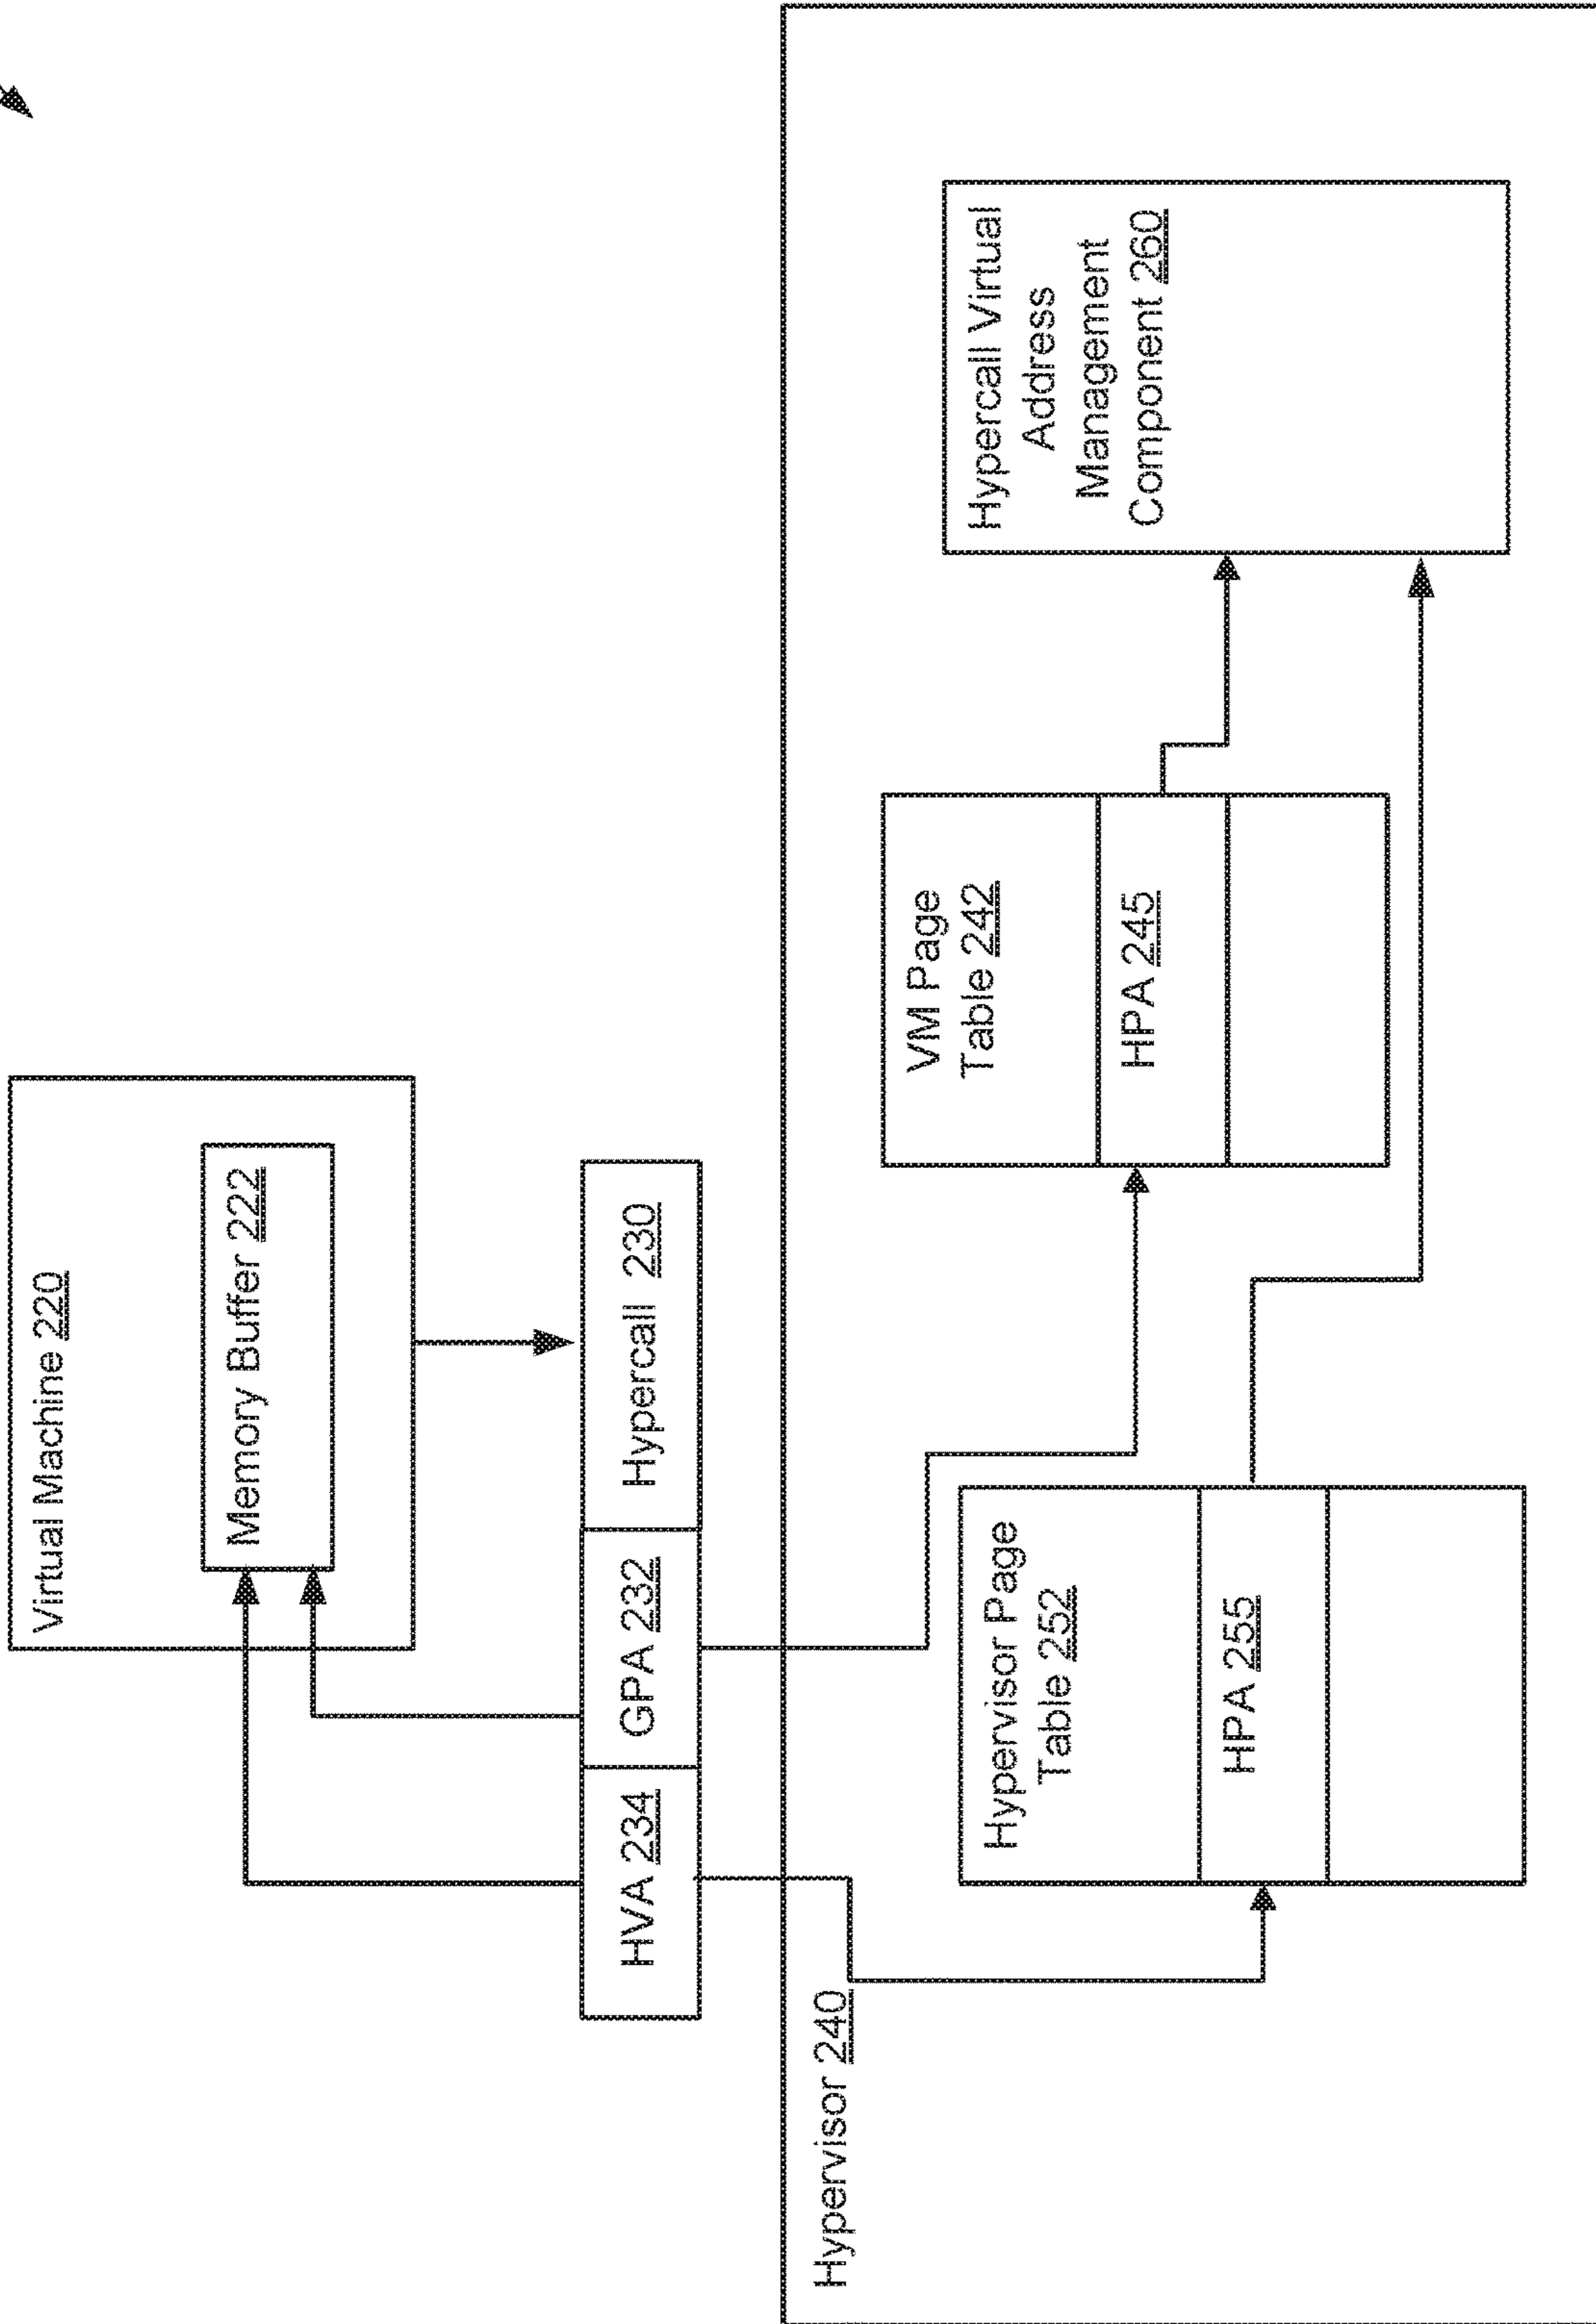 Virtual Machine 220
Memory Buffer 222
HVA 234
GPA 232
Hypercall 230
Hypervisor 240
Hypervisor Page
Table 252
HPA 255
VM Page
Table 242
HPA 245
Hypercall Virtual
Address
Management
Component 260